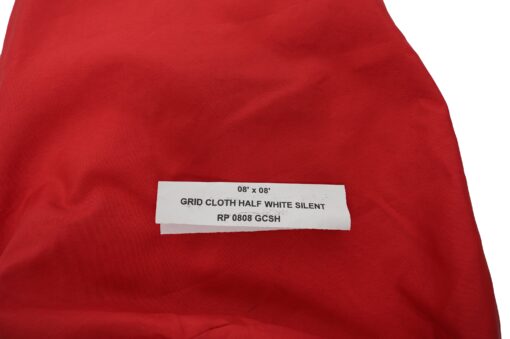 08' x 08'
GRID CLOTH HALF WHITE SILENT
RP 0808 GCSH